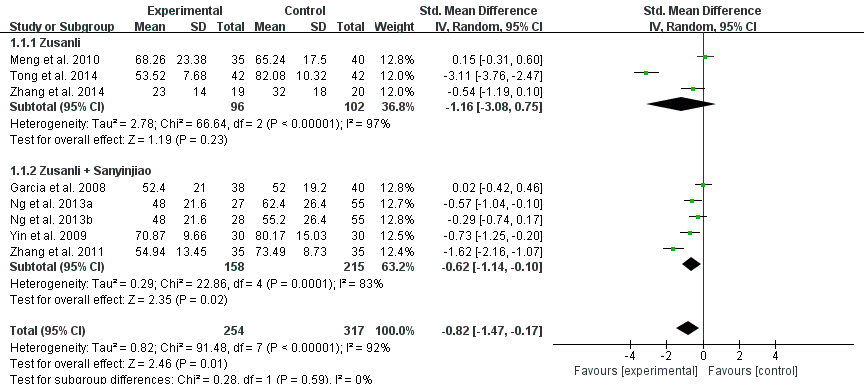 Experimental Control Std. Mean Difference Std. Mean Difference
Study or Subgroup Mean SD Total Mean SD Total Weight IV, Random, 95% CI IV, Random, 95% CI
1.1.1 Zusanli
Meng et al. 2010 68.26 23.38 35 65.24 17.5 40 12.8% 0.15 [-0.31, 0.60]
Tong et al. 2014 53.52 7.68 42 82.08 10.32 42 12.0% -3.11 [-3.76, -2.47]
Zhang et al. 2014 23 14 19 32 18 20 12.0% -0.54 [-1.19, 0.10]
Subtotal (95% CI) 96 102 36.8% -1.16 [-3.08, 0.75]
Heterogeneity: Tau² = 2.78; Chi² = 66.64, df = 2 (P < 0.00001); I² = 97%
Test for overall effect: Z = 1.19 (P = 0.23)
1.1.2 Zusanli + Sanyinjiao
Garcia et al. 2008 52.4 21 38 52 19.2 40 12.8% 0.02 [-0.42, 0.46]
Ng et al. 2013a 48 21.6 27 62.4 26.4 55 12.7% -0.57 [-1.04, -0.10]
Ng et al. 2013b 48 21.6 28 55.2 26.4 55 12.8% -0.29 [-0.74, 0.17]
Yin et al. 2009 70.87 9.66 30 80.17 15.03 30 12.5% -0.73 [-1.25, -0.20]
Zhang et al. 2011 54.94 13.45 35 73.49 8.73 35 12.4% -1.62 [-2.16, -1.07]
Subtotal (95% CI) 158 215 63.2% -0.62 [-1.14, -0.10]
Heterogeneity: Tau² = 0.29; Chi² = 22.86, df = 4 (P = 0.0001); I² = 83%
Test for overall effect: Z = 2.35 (P = 0.02)
Total (95% CI) 254 317 100.0% -0.82 [-1.47, -0.17]
Heterogeneity: Tau² = 0.82; Chi² = 91.48, df = 7 (P < 0.00001); I² = 92%
Test for overall effect: Z = 2.46 (P = 0.01)
Test for subgroup differences: Chi² = 0.28, df = 1 (P = 0.59), I² = 0%
-4 -2 0 2 4
Favours [experimental] Favours [control]